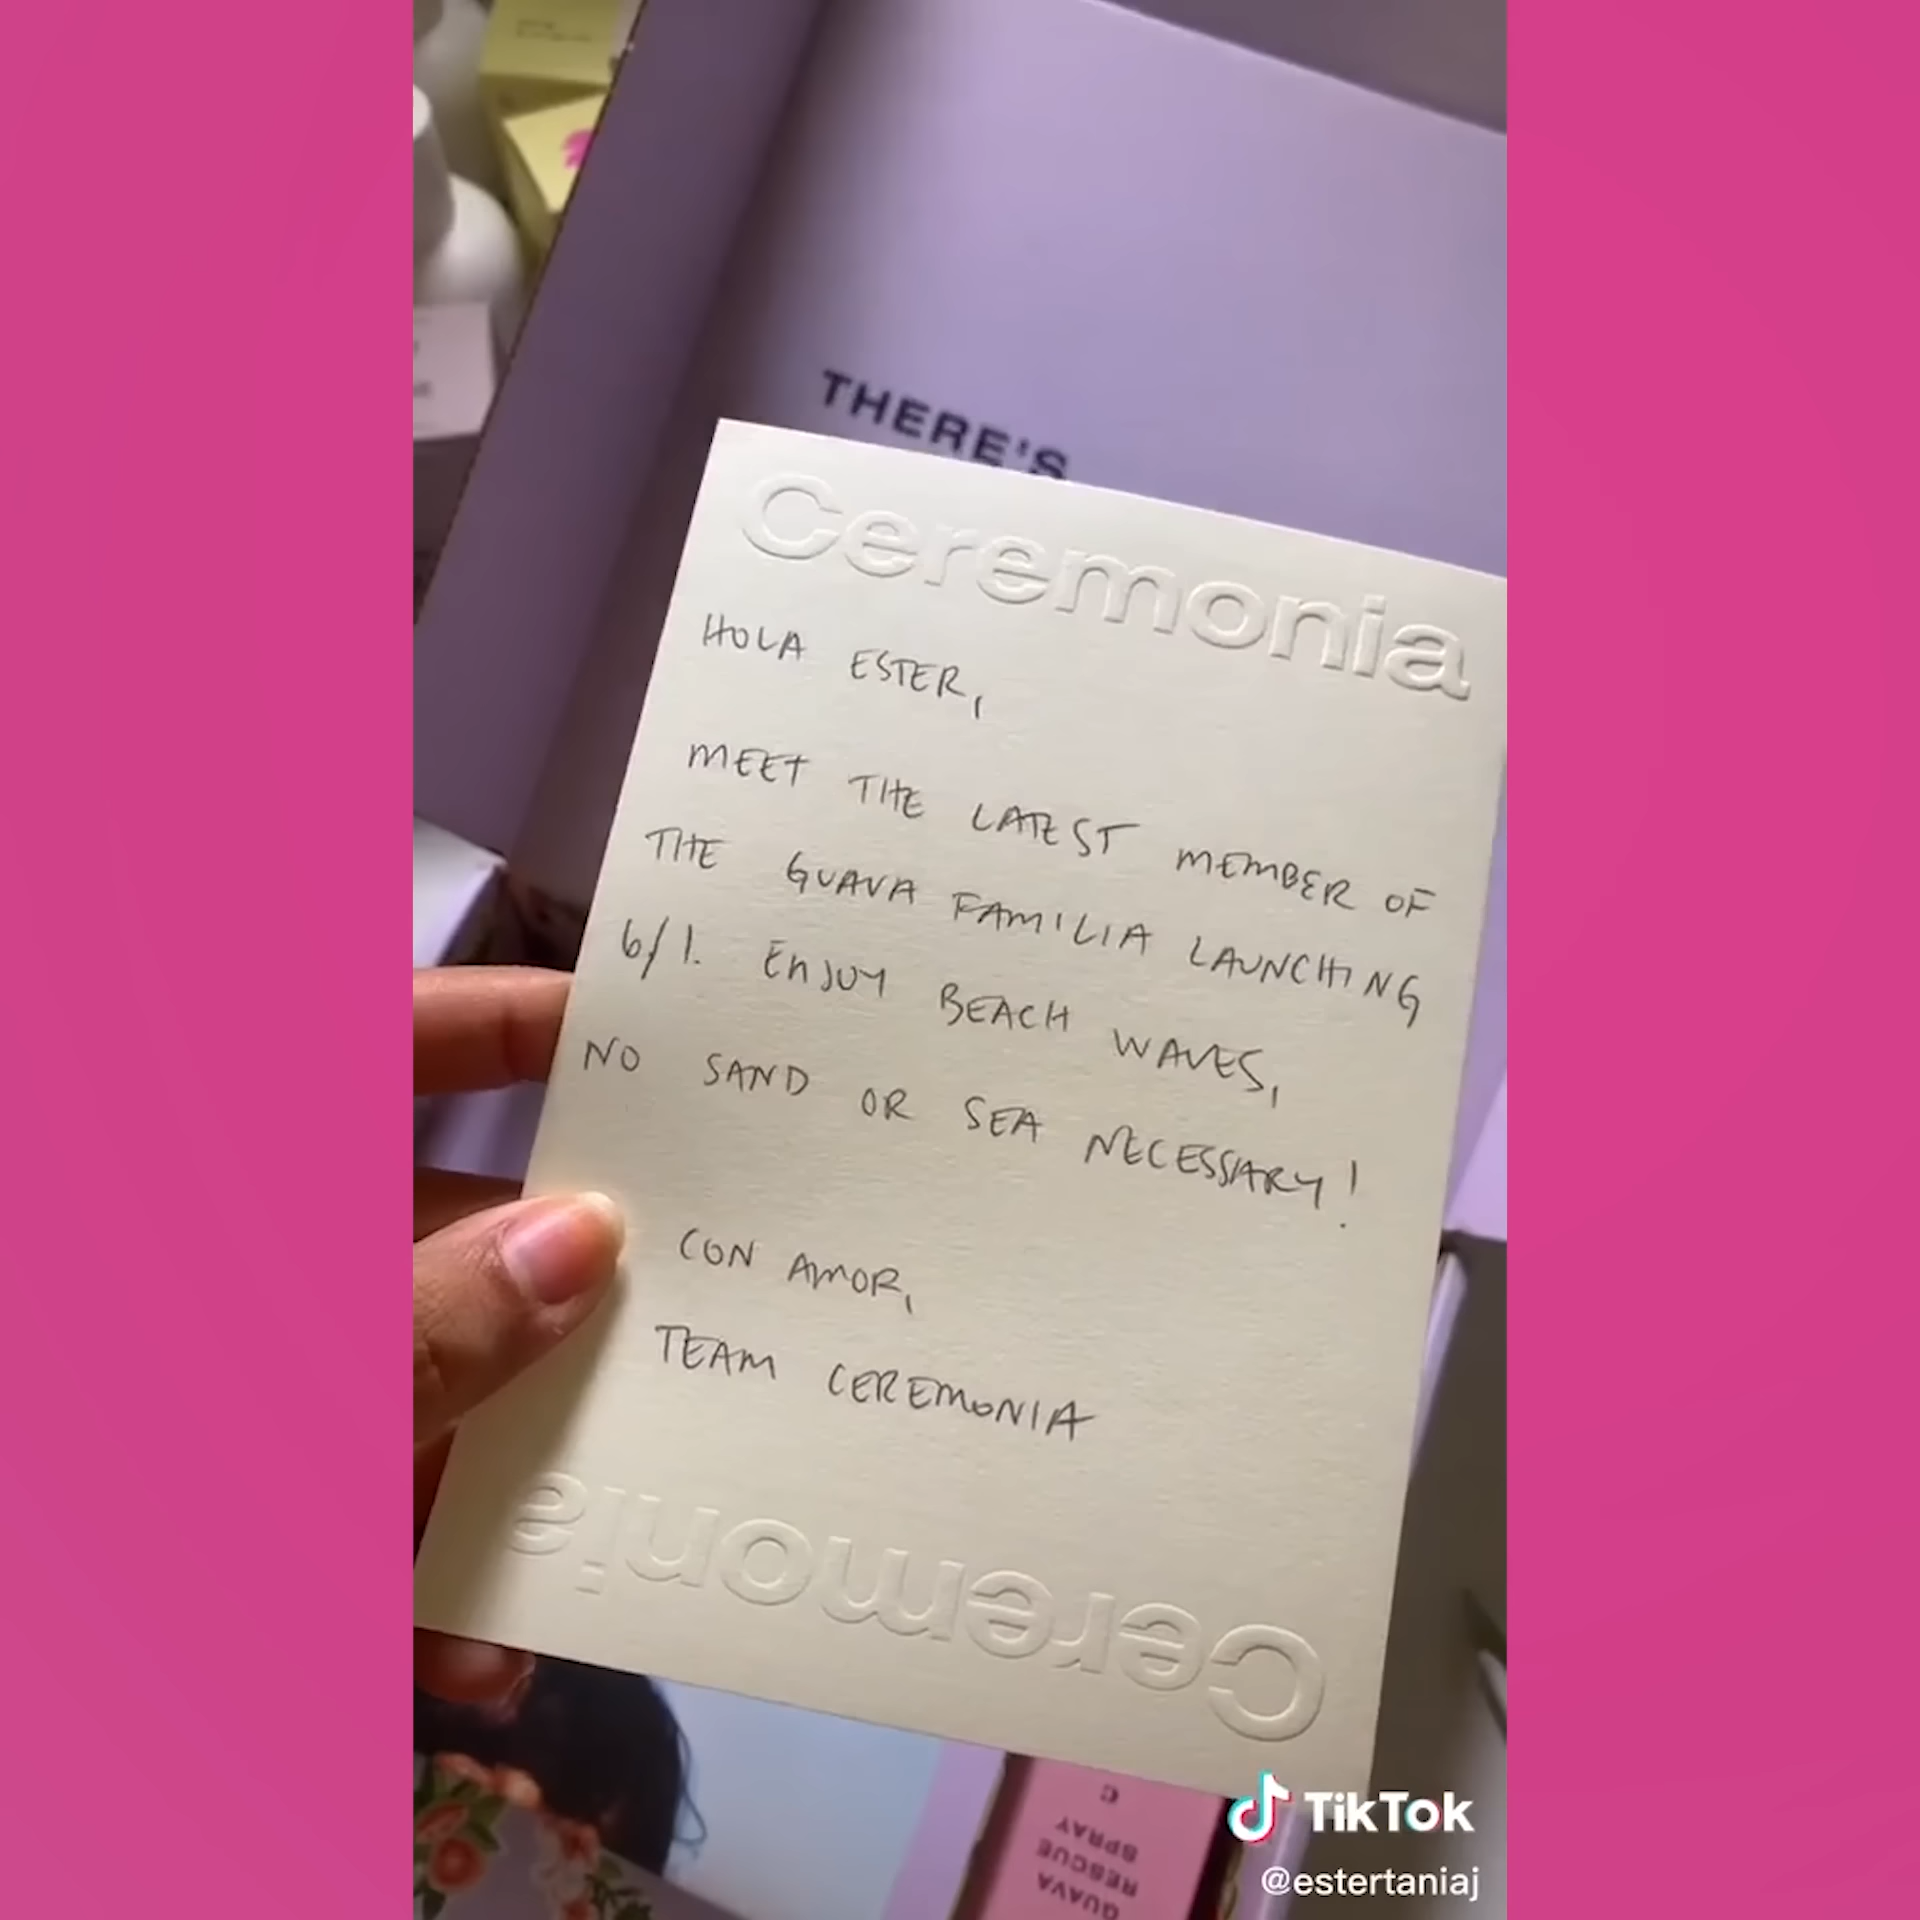 THERE'S
Ceremonia
HOLA ESTER,
MEET THE LATEST MEMBER OF
THE GUAVA FAMILIA LAUNCHING
6/1. ENJOY BEACH WAVES,
NO SAND OR SEA NECESSARY!
CON AMOR,
TEAM CEREMONIA
Ceremonia
GUAVA
RESCUE
SPRAY
C
TikTok
@estertaniaj